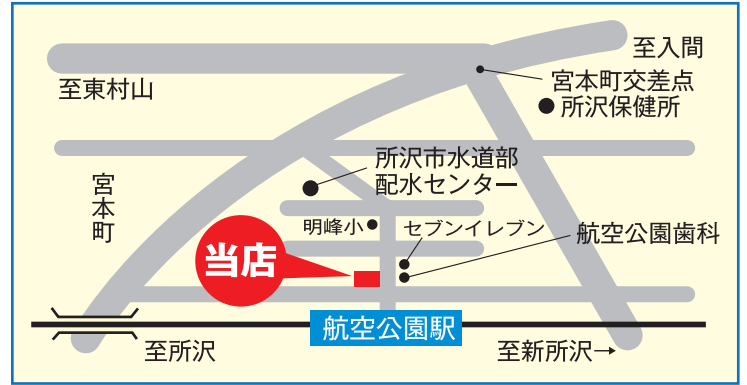 至入間
至東村山
宮本町交差点
所沢保健所
所沢市水道部
配水センター
宮本町
明峰小
セブンイレブン
航空公園歯科
当店
航空公園駅
至所沢
至新所沢→